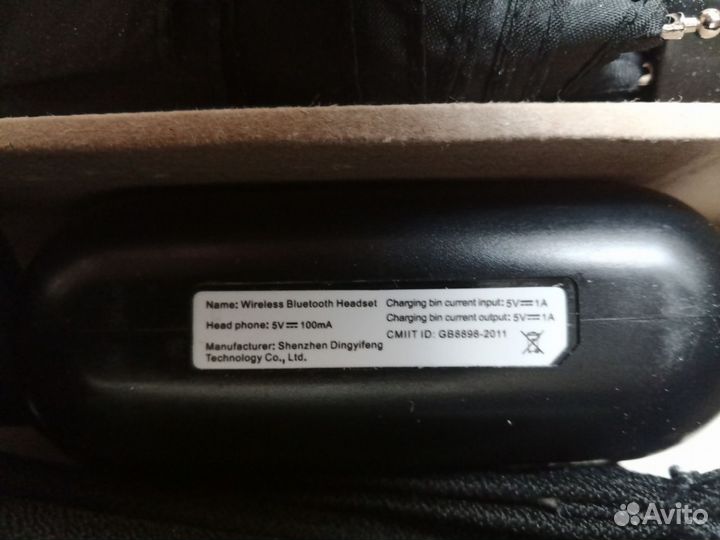 Name: Wireless Bluetooth Headset
Head phone: 5V⎓100mA
Manufacturer: Shenzhen Dingyifeng
Technology Co., Ltd.
Charging bin current input: 5V⎓1A
Charging bin current output: 5V⎓1A
CMIIT ID: GB8898-2011
Avito